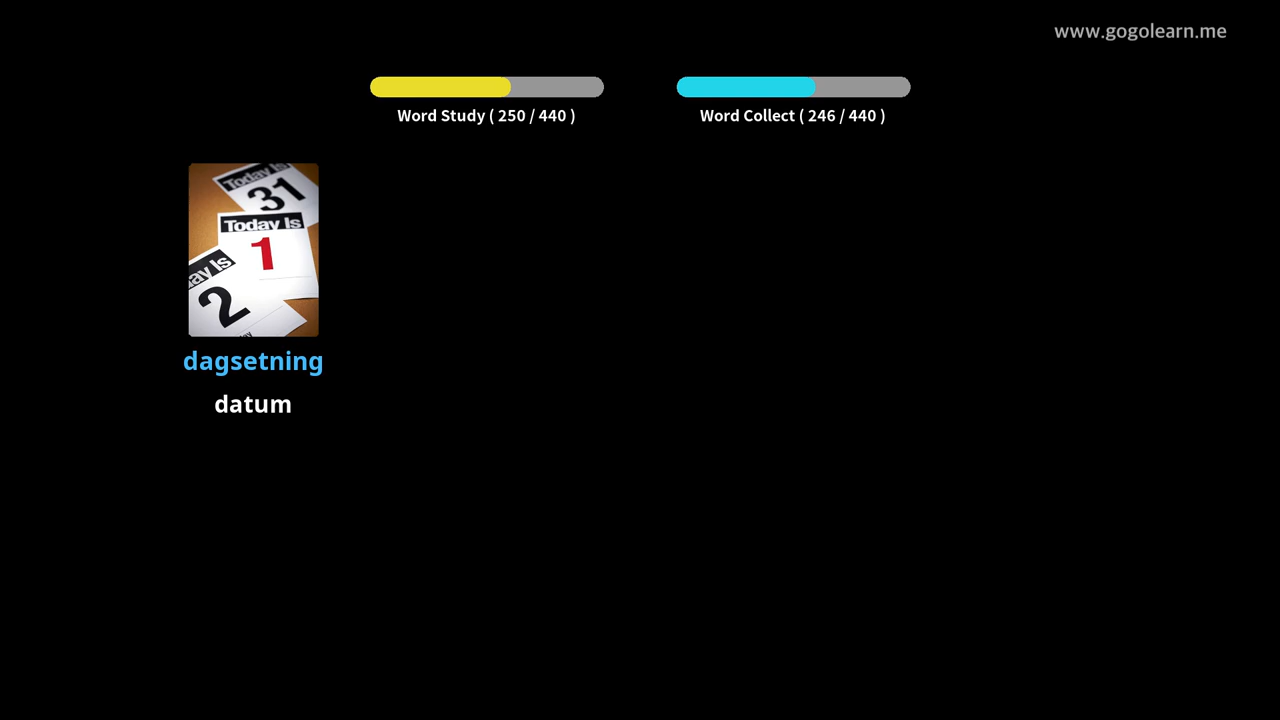 www.gogolearn.me
Word Study ( 250 / 440 )
Word Collect ( 246 / 440 )
Today Is
31
Today Is
1
ay Is
2
dagsetning
datum